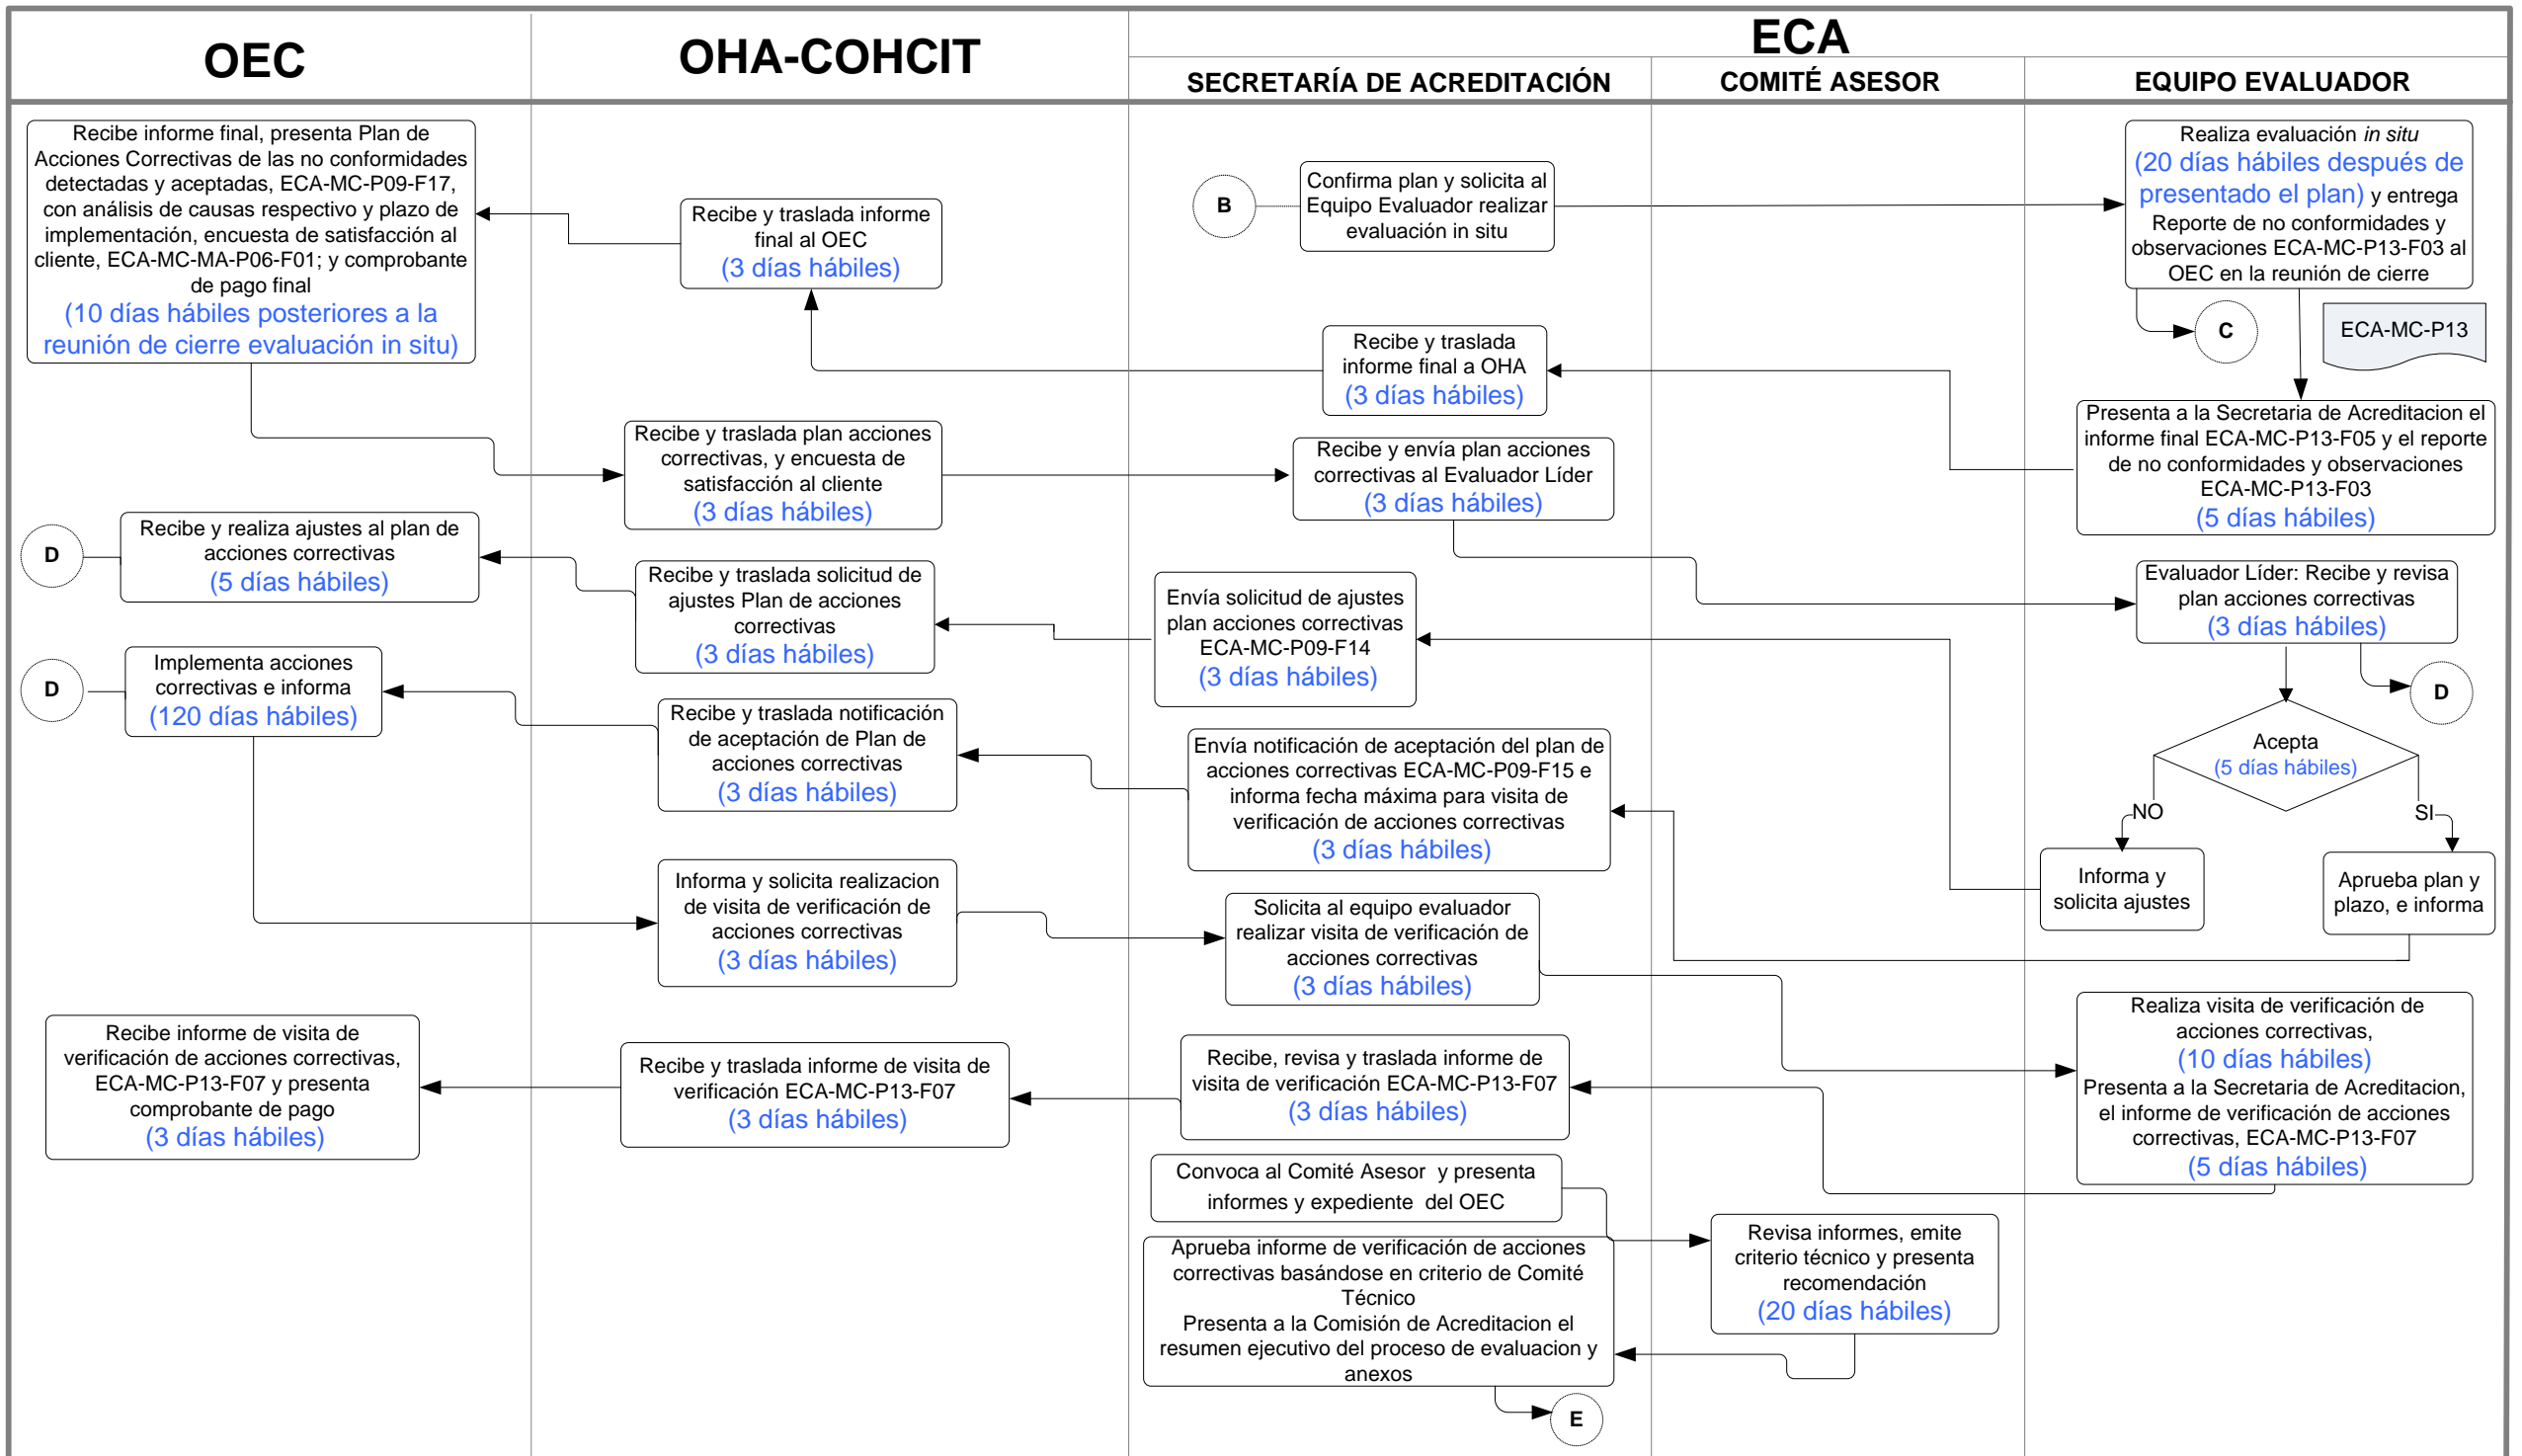 OEC
OHA-COHCIT
ECA
SECRETARÍA DE ACREDITACIÓN
COMITÉ ASESOR
EQUIPO EVALUADOR
Recibe informe final, presenta Plan de
Acciones Correctivas de las no conformidades
detectadas y aceptadas, ECA-MC-P09-F17,
con análisis de causas respectivo y plazo de
implementación, encuesta de satisfacción al
cliente, ECA-MC-MA-P06-F01; y comprobante
de pago final
(10 días hábiles posteriores a la
reunión de cierre evaluación in situ)
Recibe y traslada informe
final al OEC
(3 días hábiles)
B
Confirma plan y solicita al
Equipo Evaluador realizar
evaluación in situ
Realiza evaluación in situ
(20 días hábiles después de
presentado el plan) y entrega
Reporte de no conformidades y
observaciones ECA-MC-P13-F03 al
OEC en la reunión de cierre
C
ECA-MC-P13
Recibe y traslada
informe final a OHA
(3 días hábiles)
Presenta a la Secretaria de Acreditacion el
informe final ECA-MC-P13-F05 y el reporte
de no conformidades y observaciones
ECA-MC-P13-F03
(5 días hábiles)
Recibe y traslada plan acciones
correctivas, y encuesta de
satisfacción al cliente
(3 días hábiles)
Recibe y envía plan acciones
correctivas al Evaluador Líder
(3 días hábiles)
D
Recibe y realiza ajustes al plan de
acciones correctivas
(5 días hábiles)
Recibe y traslada solicitud de
ajustes Plan de acciones
correctivas
(3 días hábiles)
Envía solicitud de ajustes
plan acciones correctivas
ECA-MC-P09-F14
(3 días hábiles)
Evaluador Líder: Recibe y revisa
plan acciones correctivas
(3 días hábiles)
D
D
Implementa acciones
correctivas e informa
(120 días hábiles)
Recibe y traslada notificación
de aceptación de Plan de
acciones correctivas
(3 días hábiles)
Envía notificación de aceptación del plan de
acciones correctivas ECA-MC-P09-F15 e
informa fecha máxima para visita de
verificación de acciones correctivas
(3 días hábiles)
Acepta
(5 días hábiles)
NO
SI
Informa y
solicita ajustes
Aprueba plan y
plazo, e informa
Informa y solicita realizacion
de visita de verificación de
acciones correctivas
(3 días hábiles)
Solicita al equipo evaluador
realizar visita de verificación de
acciones correctivas
(3 días hábiles)
Realiza visita de verificación de
acciones correctivas,
(10 días hábiles)
Presenta a la Secretaria de Acreditacion,
el informe de verificación de acciones
correctivas, ECA-MC-P13-F07
(5 días hábiles)
Recibe informe de visita de
verificación de acciones correctivas,
ECA-MC-P13-F07 y presenta
comprobante de pago
(3 días hábiles)
Recibe y traslada informe de visita de
verificación ECA-MC-P13-F07
(3 días hábiles)
Recibe, revisa y traslada informe de
visita de verificación ECA-MC-P13-F07
(3 días hábiles)
Convoca al Comité Asesor y presenta
informes y expediente del OEC
Revisa informes, emite
criterio técnico y presenta
recomendación
(20 días hábiles)
Aprueba informe de verificación de acciones
correctivas basándose en criterio de Comité
Técnico
Presenta a la Comisión de Acreditacion el
resumen ejecutivo del proceso de evaluacion y
anexos
E